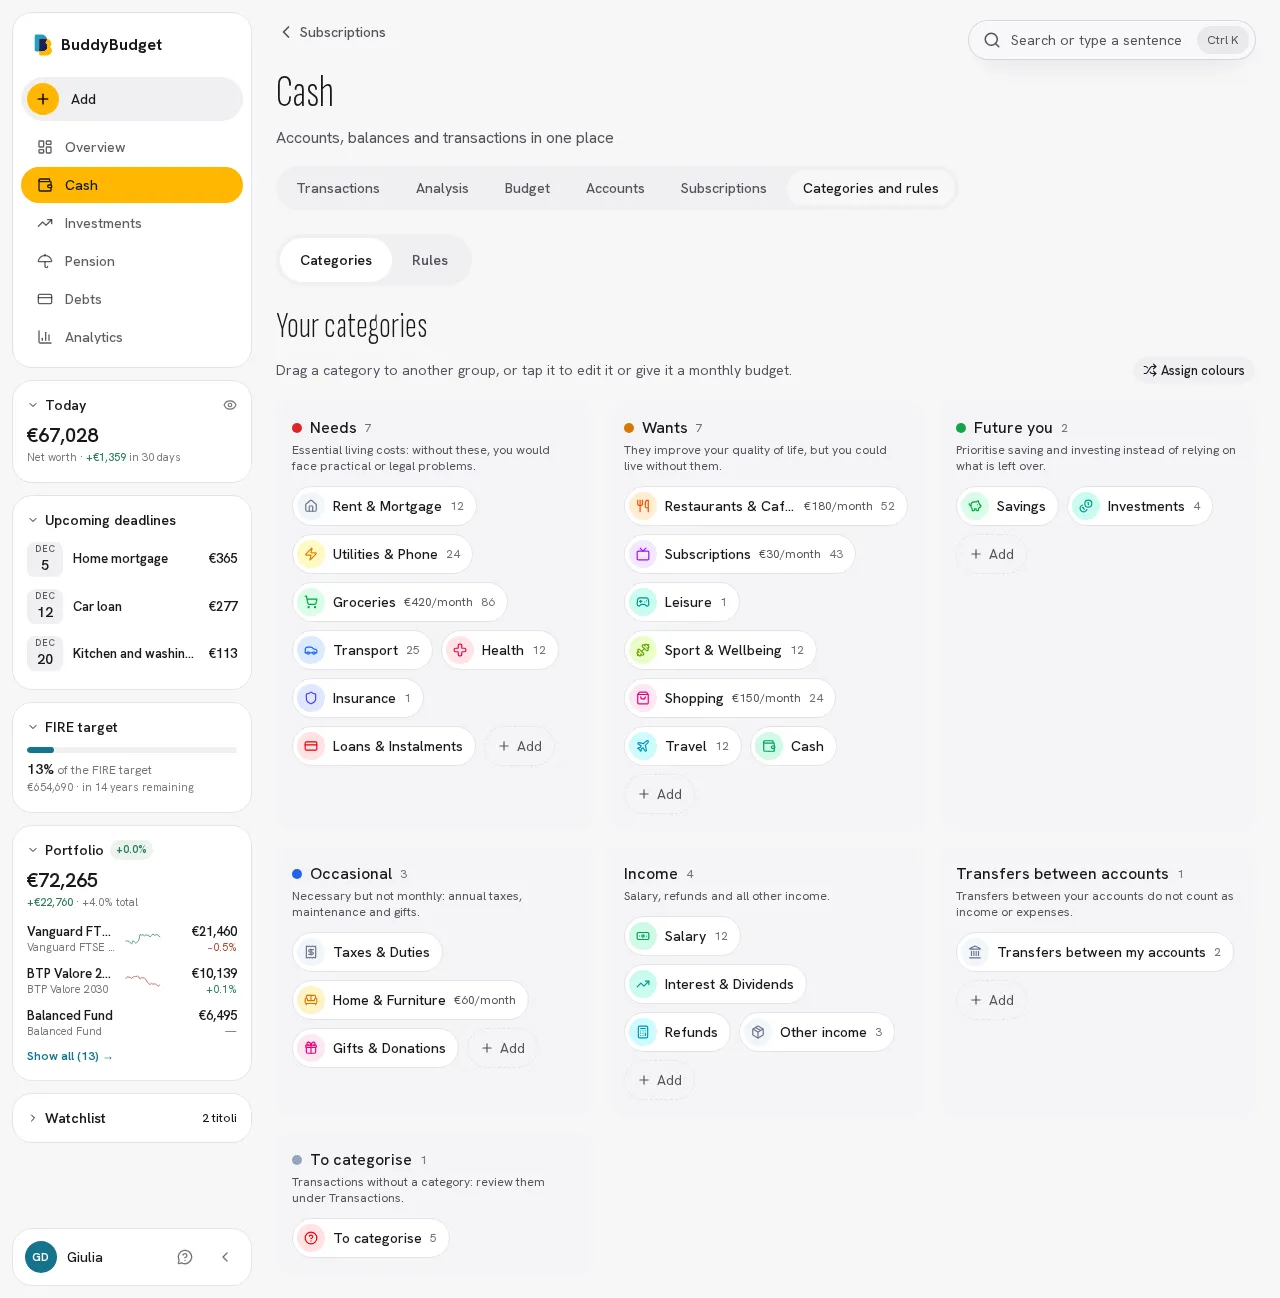 BuddyBudget
Add
Overview
Cash
Investments
Pension
Debts
Analytics
Today
€67,028
Net worth · +€1,359 in 30 days
Upcoming deadlines
DEC
5
Home mortgage €365
DEC
12
Car loan €277
DEC
20
Kitchen and washin... €113
FIRE target
13% of the FIRE target
€654,690 · in 14 years remaining
Portfolio +0.0%
€72,265
+€22,760 · +4.0% total
Vanguard FT... €21,460
Vanguard FTSE ... −0.5%
BTP Valore 2... €10,139
BTP Valore 2030 +0.1%
Balanced Fund €6,495
Balanced Fund —
Show all (13) →
Watchlist 2 titoli
GD Giulia
Subscriptions
Search or type a sentence Ctrl K
Cash
Accounts, balances and transactions in one place
Transactions Analysis Budget Accounts Subscriptions Categories and rules
Categories Rules
Your categories
Drag a category to another group, or tap it to edit it or give it a monthly budget.
Assign colours
Needs 7
Essential living costs: without these, you would
face practical or legal problems.
Rent & Mortgage 12
Utilities & Phone 24
Groceries €420/month 86
Transport 25 Health 12
Insurance 1
Loans & Instalments + Add
Wants 7
They improve your quality of life, but you could
live without them.
Restaurants & Caf... €180/month 52
Subscriptions €30/month 43
Leisure 1
Sport & Wellbeing 12
Shopping €150/month 24
Travel 12 Cash
+ Add
Future you 2
Prioritise saving and investing instead of relying on
what is left over.
Savings Investments 4
+ Add
Occasional 3
Necessary but not monthly: annual taxes,
maintenance and gifts.
Taxes & Duties
Home & Furniture €60/month
Gifts & Donations + Add
Income 4
Salary, refunds and all other income.
Salary 12
Interest & Dividends
Refunds Other income 3
+ Add
Transfers between accounts 1
Transfers between your accounts do not count as
income or expenses.
Transfers between my accounts 2
+ Add
To categorise 1
Transactions without a category: review them
under Transactions.
To categorise 5